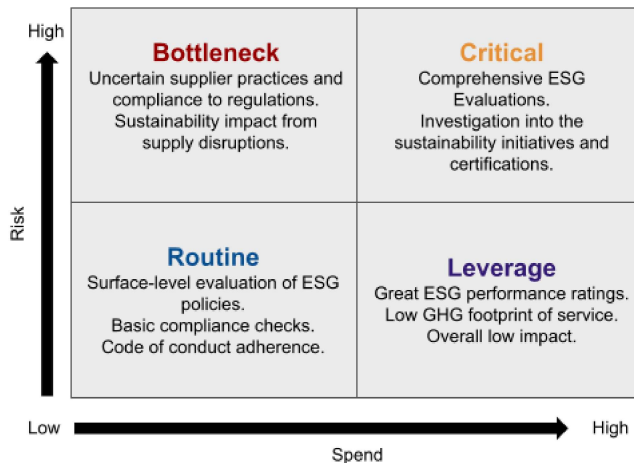 High
Bottleneck
Uncertain supplier practices and
compliance to regulations.
Sustainability impact from
supply disruptions.
Critical
Comprehensive ESG
Evaluations.
Investigation into the
sustainability initiatives and
certifications.
Risk
Routine
Surface-level evaluation of ESG
policies.
Basic compliance checks.
Code of conduct adherence.
Leverage
Great ESG performance ratings.
Low GHG footprint of service.
Overall low impact.
Low
High
Spend